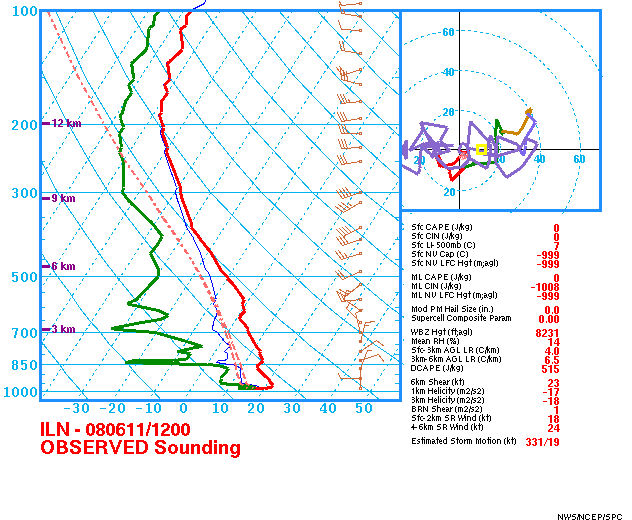 100
200
300
500
700
850
1000
12 km
9 km
6 km
3 km
-30
-20
-10
0
10
20
30
40
50
60
40
20
20
20
20
40
60
Sfc CAPE (J/kg) 0
Sfc CIN (J/kg) 0
Sfc LI-500mb (C) 7
Sfc NV Cap (C) -999
Sfc NV LFC Hgt (m;agl) -999
ML CAPE (J/kg) 0
ML CIN (J/kg) -1008
ML NV LFC Hgt (m;agl) -999
Mod PM Hail Size (in.) 0.0
Supercell Composite Param 0.00
WBZ Hgt (ft;agl) 8231
Mean RH (%) 14
Sfc-3km AGL LR (C/km) 4.0
3km-6km AGL LR (C/km) 6.5
DCAPE (J/kg) 515
6km Shear (kt) 23
1km Helicity (m2/s2) -17
3km Helicity (m2/s2) -18
BRN Shear (m2/s2) 1
Sfc-2km SR Wind (kt) 18
4-6km SR Wind (kt) 24
Estimated Storm Motion (kt) 331/19
ILN - 080611/1200
OBSERVED Sounding
NWS/NCEP/SPC